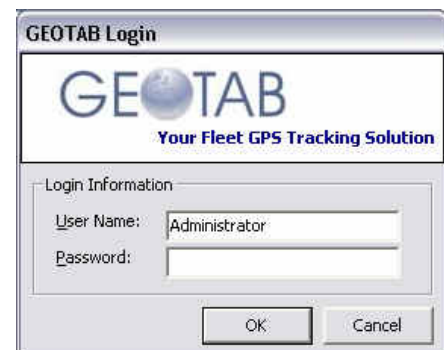 GEOTAB Login
GEOTAB
Your Fleet GPS Tracking Solution
Login Information
User Name: Administrator
Password:
OK Cancel